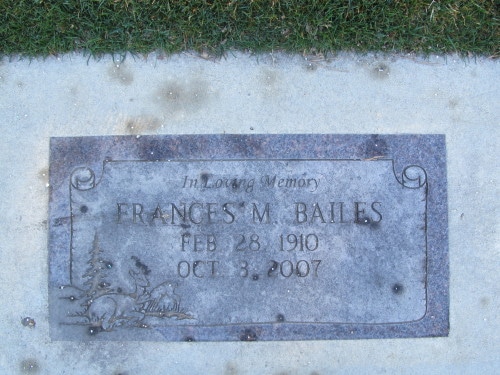 In Loving Memory
FRANCES M. BAILES
FEB 28, 1910
OCT 3, 2007